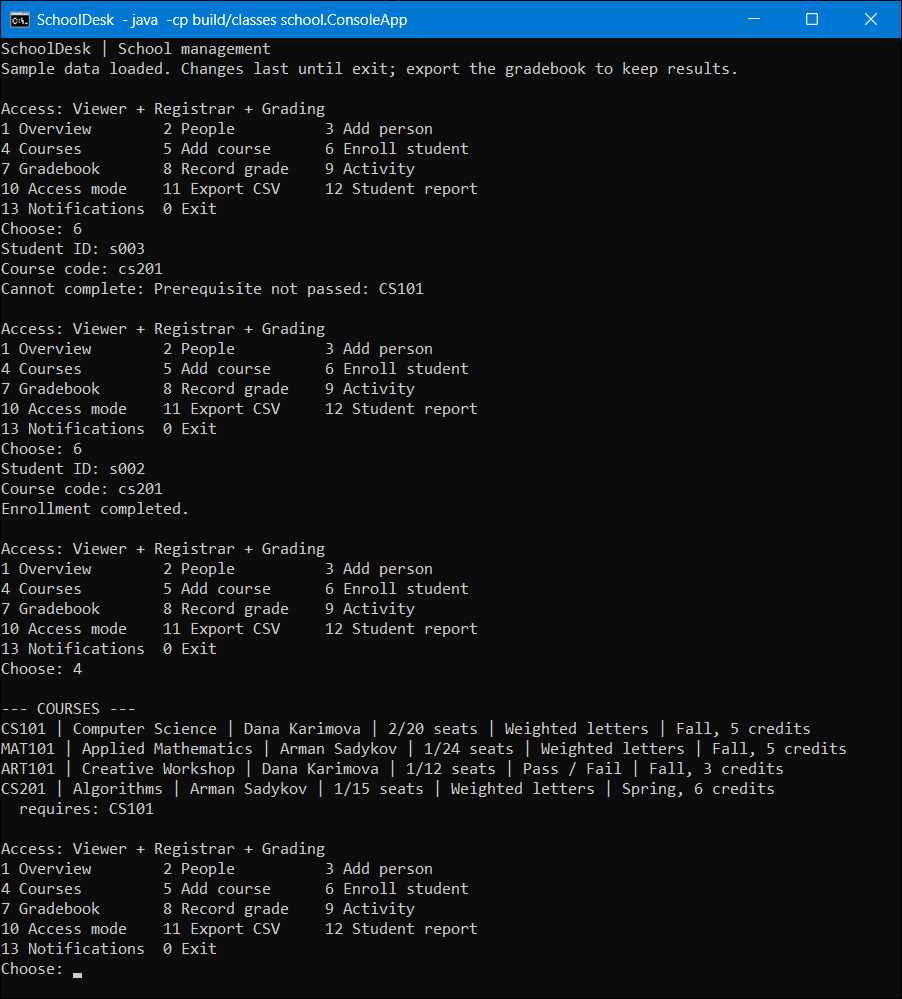 SchoolDesk - java -cp build/classes school.ConsoleApp
SchoolDesk | School management
Sample data loaded. Changes last until exit; export the gradebook to keep results.
Access: Viewer + Registrar + Grading
1 Overview        2 People          3 Add person
4 Courses         5 Add course      6 Enroll student
7 Gradebook       8 Record grade    9 Activity
10 Access mode    11 Export CSV     12 Student report
13 Notifications  0 Exit
Choose: 6
Student ID: s003
Course code: cs201
Cannot complete: Prerequisite not passed: CS101
Access: Viewer + Registrar + Grading
1 Overview        2 People          3 Add person
4 Courses         5 Add course      6 Enroll student
7 Gradebook       8 Record grade    9 Activity
10 Access mode    11 Export CSV     12 Student report
13 Notifications  0 Exit
Choose: 6
Student ID: s002
Course code: cs201
Enrollment completed.
Access: Viewer + Registrar + Grading
1 Overview        2 People          3 Add person
4 Courses         5 Add course      6 Enroll student
7 Gradebook       8 Record grade    9 Activity
10 Access mode    11 Export CSV     12 Student report
13 Notifications  0 Exit
Choose: 4
--- COURSES ---
CS101 | Computer Science | Dana Karimova | 2/20 seats | Weighted letters | Fall, 5 credits
MAT101 | Applied Mathematics | Arman Sadykov | 1/24 seats | Weighted letters | Fall, 5 credits
ART101 | Creative Workshop | Dana Karimova | 1/12 seats | Pass / Fail | Fall, 3 credits
CS201 | Algorithms | Arman Sadykov | 1/15 seats | Weighted letters | Spring, 6 credits
  requires: CS101
Access: Viewer + Registrar + Grading
1 Overview        2 People          3 Add person
4 Courses         5 Add course      6 Enroll student
7 Gradebook       8 Record grade    9 Activity
10 Access mode    11 Export CSV     12 Student report
13 Notifications  0 Exit
Choose: